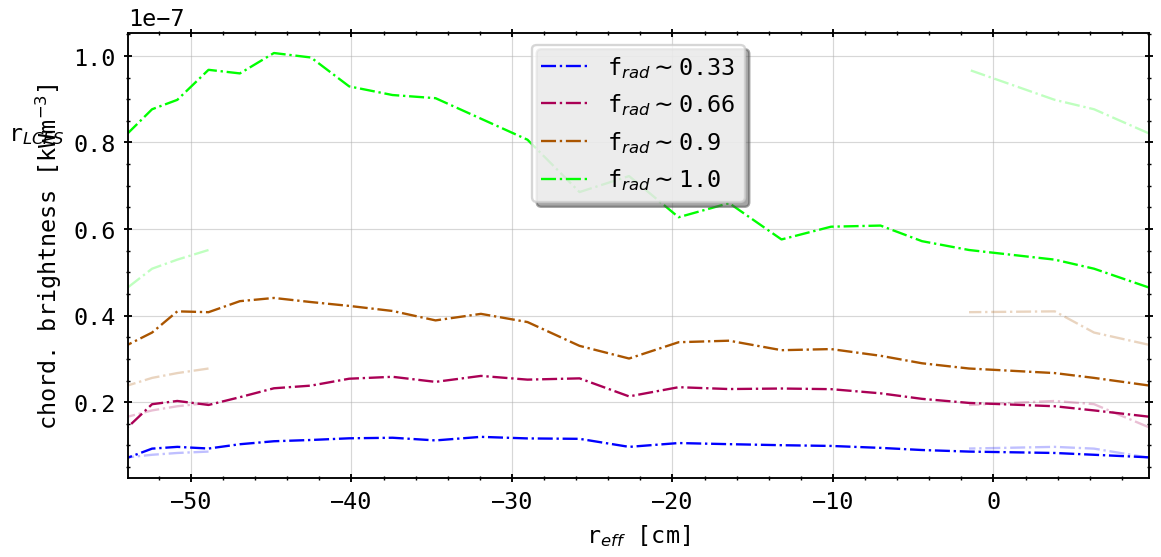 1e−7
1.0
0.8
0.6
0.4
0.2
r_LCFS
chord. brightness [kWm⁻³]
f_rad ~ 0.33
f_rad ~ 0.66
f_rad ~ 0.9
f_rad ~ 1.0
−50 −40 −30 −20 −10 0
r_eff [cm]